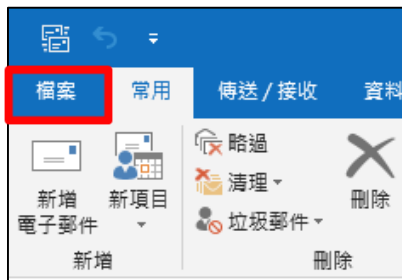 檔案 常用 傳送 / 接收 資料
略過
清理
垃圾郵件
新增
電子郵件
新項目
刪除
新增 刪除